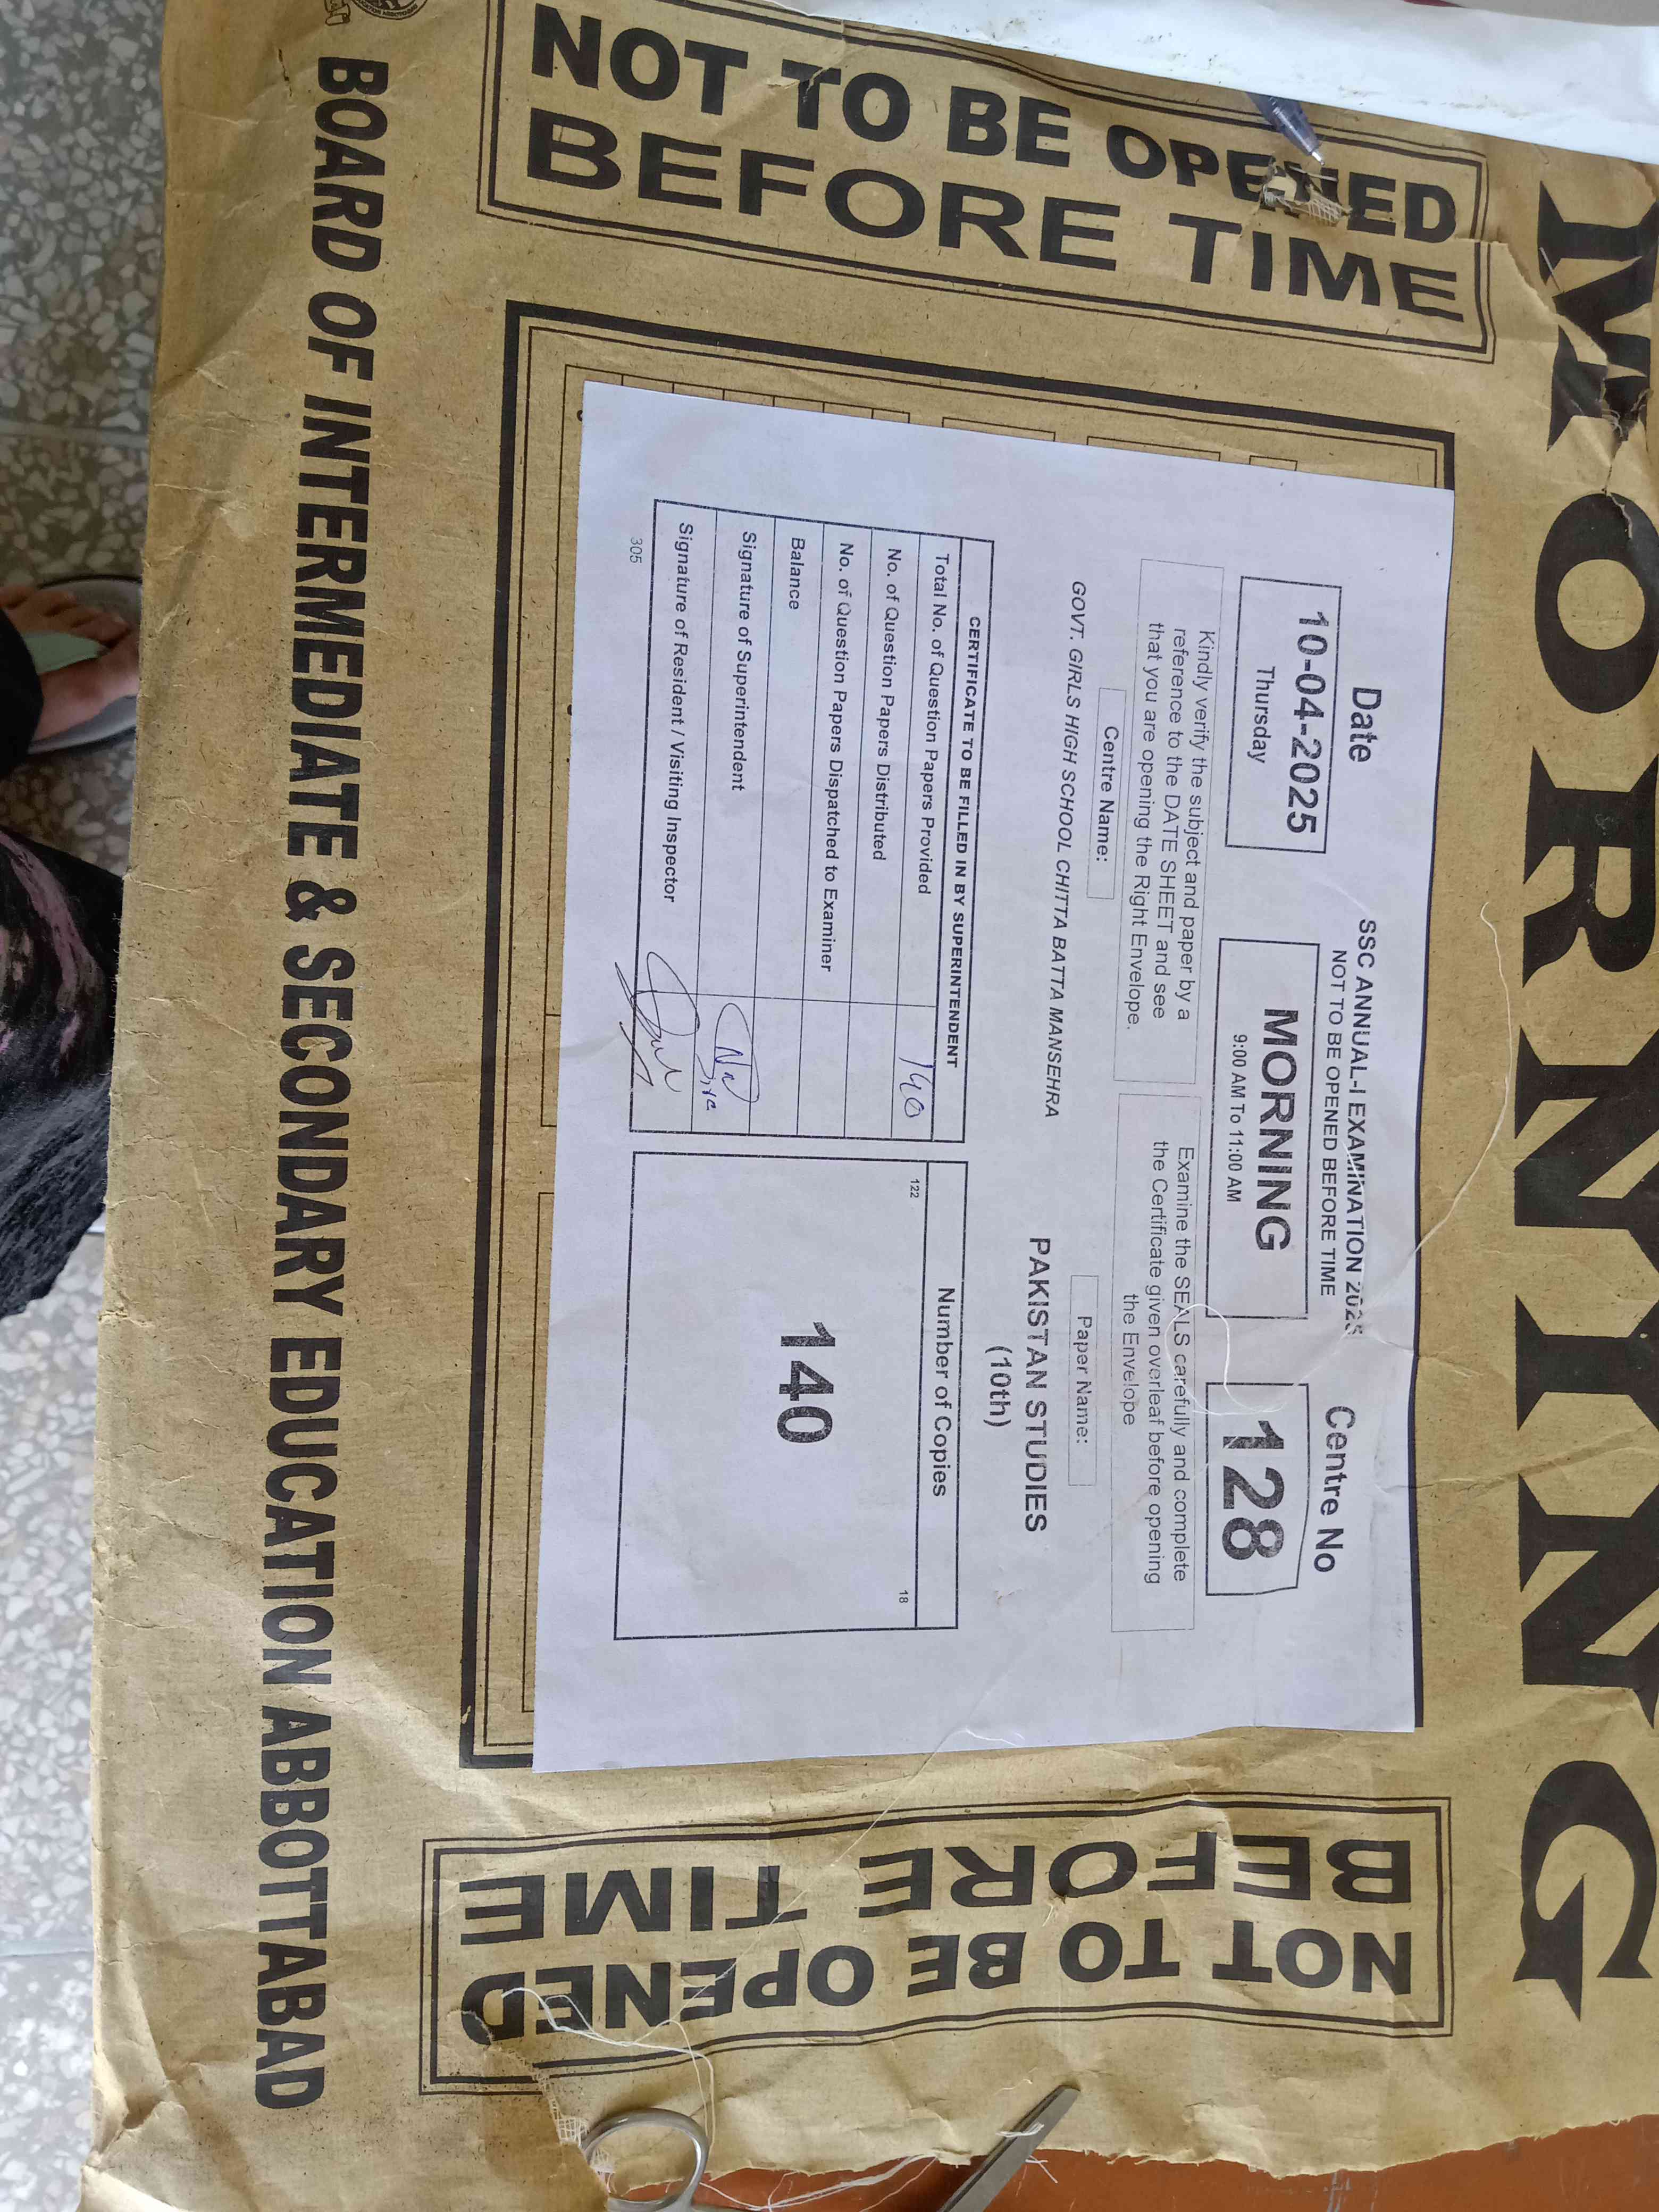 MORNING
NOT TO BE OPENED
BEFORE TIME
Date
SSC ANNUAL-I EXAMINATION 2025
NOT TO BE OPENED BEFORE TIME
Centre No
10-04-2025
Thursday
MORNING
9:00 AM To 11:00 AM
128
Kindly verify the subject and paper by a
reference to the DATE SHEET and see
that you are opening the Right Envelope.
Examine the SEALS carefully and complete
the Certificate given overleaf before opening
the Envelope
Centre Name:
Paper Name:
GOVT. GIRLS HIGH SCHOOL CHITTA BATTA MANSEHRA
PAKISTAN STUDIES
(10th)
CERTIFICATE TO BE FILLED IN BY SUPERINTENDENT
Total No. of Question Papers Provided 140
No. of Question Papers Distributed
No. of Question Papers Dispatched to Examiner
Balance
Signature of Superintendent
Signature of Resident / Visiting Inspector
305
Number of Copies
122
18
140
NOT TO BE OPENED
BEFORE TIME
BOARD OF INTERMEDIATE & SECONDARY EDUCATION ABBOTTABAD